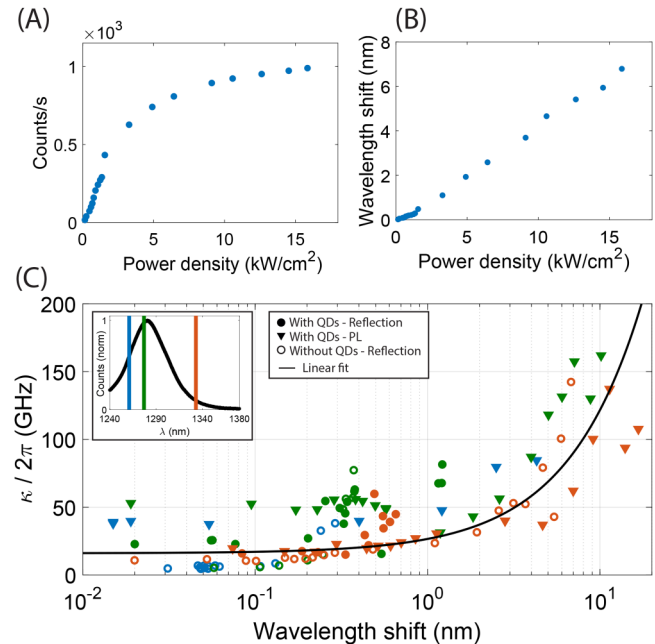 (A)
(B)
×10³
1
0.5
0
Counts/s
0 5 10 15
Power density (kW/cm²)
8
6
4
2
0
Wavelength shift (nm)
0 5 10 15
Power density (kW/cm²)
(C)
200
150
100
50
0
κ / 2π (GHz)
1
0
Counts (norm)
1240 1290 1340 1380
λ (nm)
With QDs - Reflection
With QDs - PL
Without QDs - Reflection
Linear fit
10⁻² 10⁻¹ 10⁰ 10¹
Wavelength shift (nm)